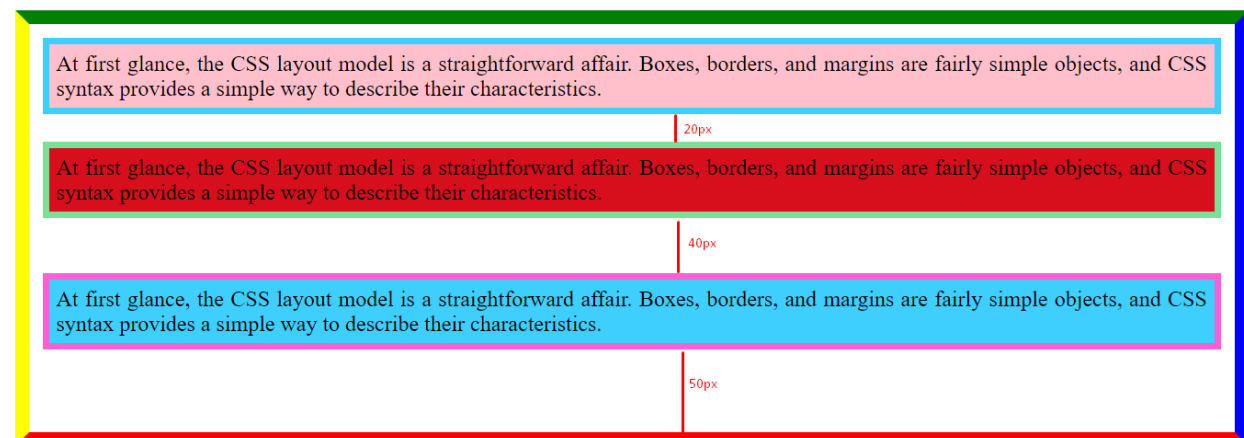 At first glance, the CSS layout model is a straightforward affair. Boxes, borders, and margins are fairly simple objects, and CSS
syntax provides a simple way to describe their characteristics.
20px
At first glance, the CSS layout model is a straightforward affair. Boxes, borders, and margins are fairly simple objects, and CSS
syntax provides a simple way to describe their characteristics.
40px
At first glance, the CSS layout model is a straightforward affair. Boxes, borders, and margins are fairly simple objects, and CSS
syntax provides a simple way to describe their characteristics.
50px